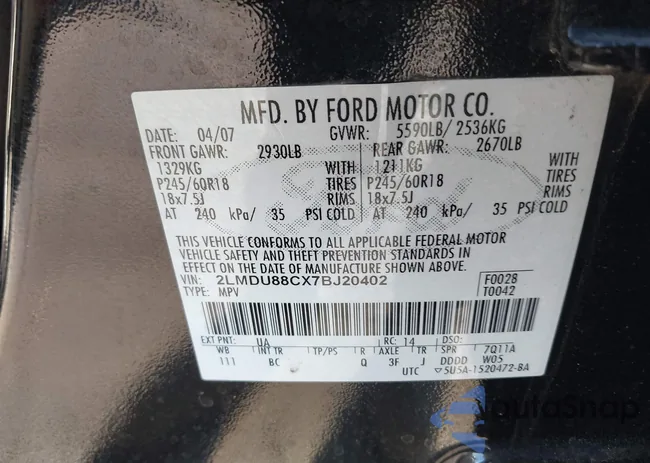 MFD. BY FORD MOTOR CO.
DATE: 04/07 GVWR: 5590LB/ 2536KG
FRONT GAWR: 2930LB REAR GAWR: 2670LB
1329KG WITH 1211KG WITH
P245/60R18 TIRES P245/60R18 TIRES
18x7.5J RIMS 18x7.5J RIMS
AT 240 kPa/ 35 PSI COLD AT 240 kPa/ 35 PSI COLD
THIS VEHICLE CONFORMS TO ALL APPLICABLE FEDERAL MOTOR
VEHICLE SAFETY AND THEFT PREVENTION STANDARDS IN
EFFECT ON THE DATE OF MANUFACTURE SHOWN ABOVE.
VIN: 2LMDU88CX7BJ20402 F0028
TYPE: MPV T0042
EXT PNT: UA RC: 14 DSO:
WB INT TR TP/PS R AXLE TR SPR 7Q11A
111 BC Q 3F J DDDD W05
UTC ▽5U5A-1520472-BA
AutaSnap